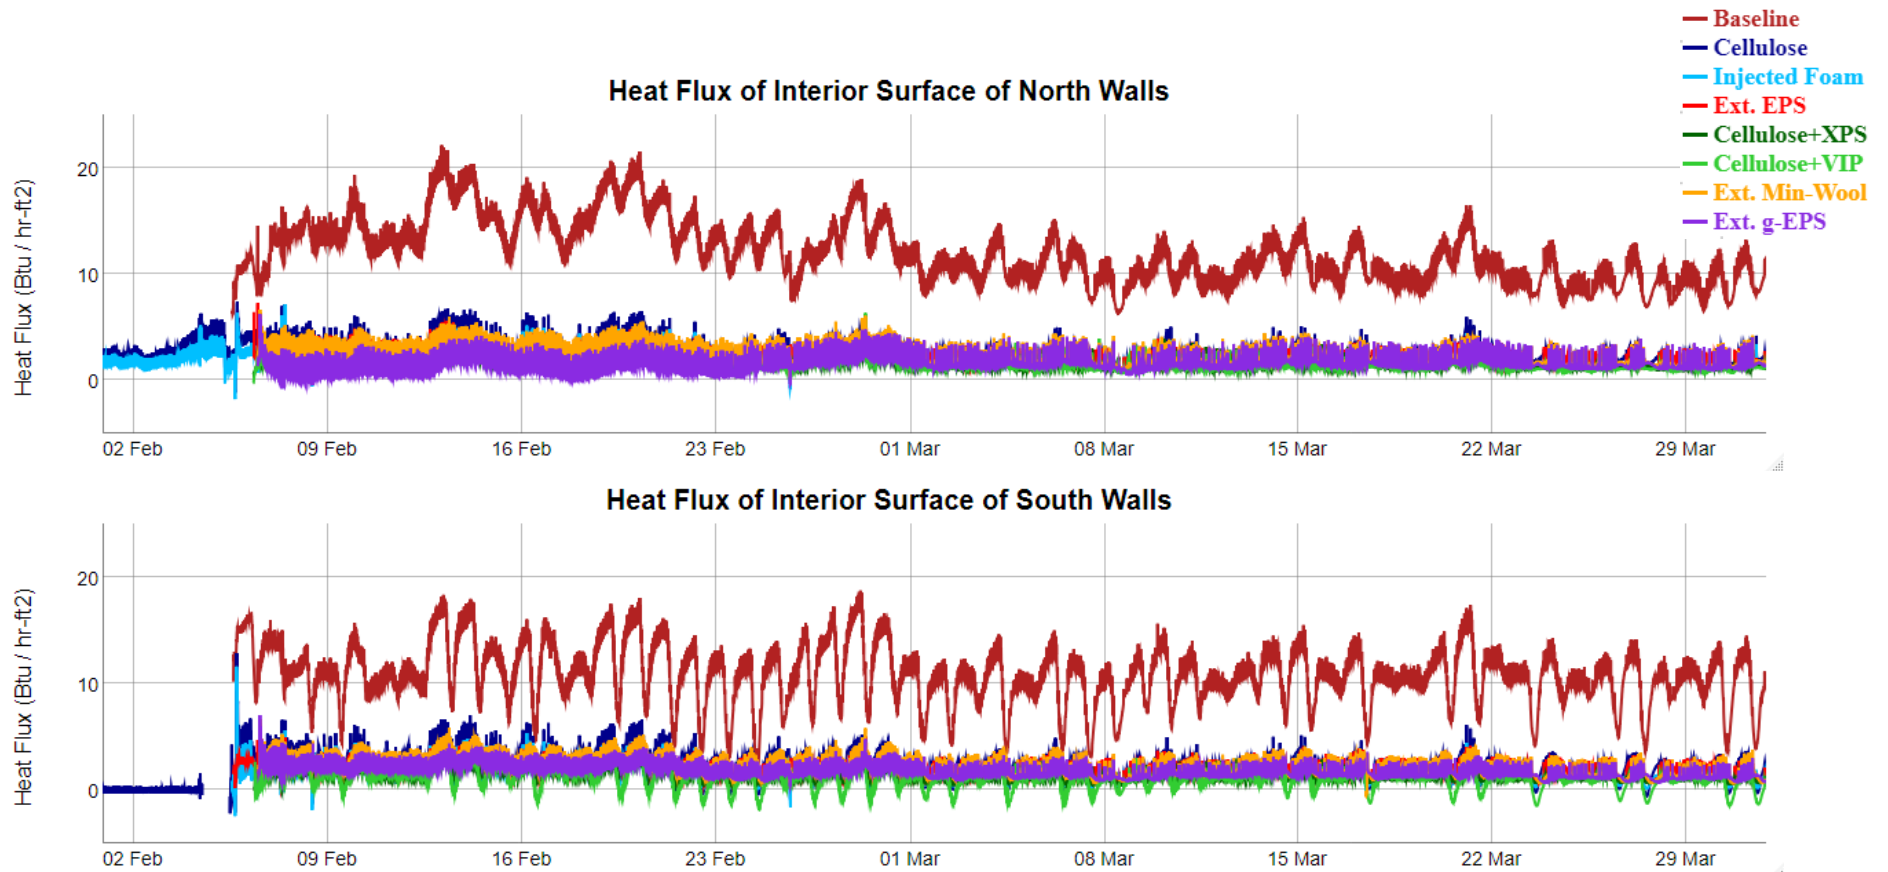 Baseline
Cellulose
Injected Foam
Ext. EPS
Cellulose+XPS
Cellulose+VIP
Ext. Min-Wool
Ext. g-EPS
Heat Flux of Interior Surface of North Walls
Heat Flux (Btu / hr-ft2)
20
10
0
02 Feb 09 Feb 16 Feb 23 Feb 01 Mar 08 Mar 15 Mar 22 Mar 29 Mar
Heat Flux of Interior Surface of South Walls
Heat Flux (Btu / hr-ft2)
20
10
0
02 Feb 09 Feb 16 Feb 23 Feb 01 Mar 08 Mar 15 Mar 22 Mar 29 Mar